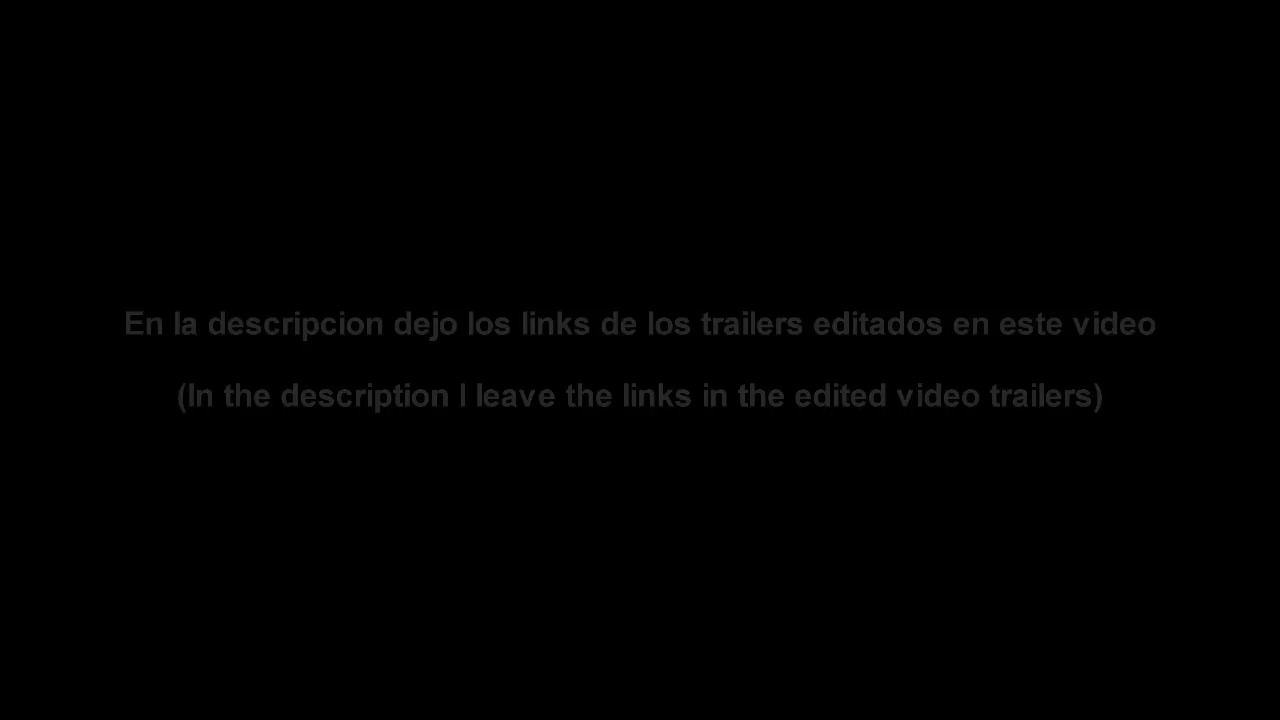 En la descripcion dejo los links de los trailers editados en este video
(In the description I leave the links in the edited video trailers)